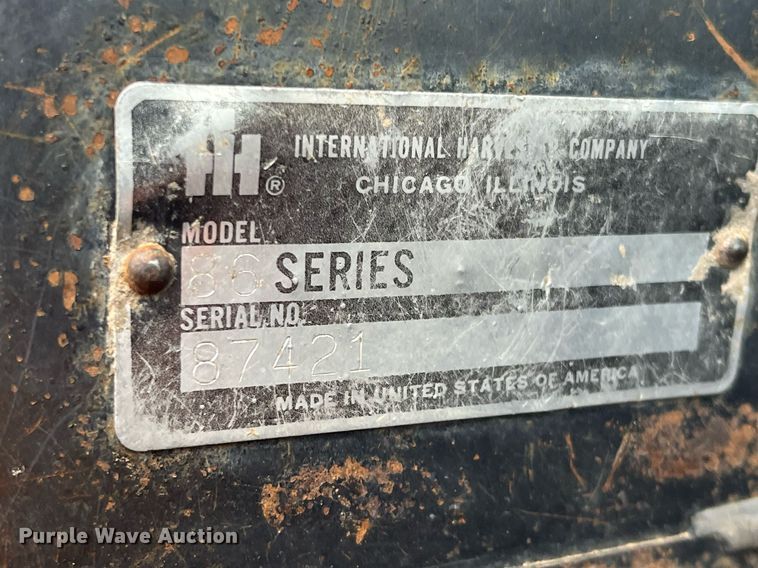 IH®
INTERNATIONAL HARVESTER COMPANY
CHICAGO, ILLINOIS
MODEL
86 SERIES
SERIAL NO.
87421
MADE IN UNITED STATES OF AMERICA
Purple Wave Auction